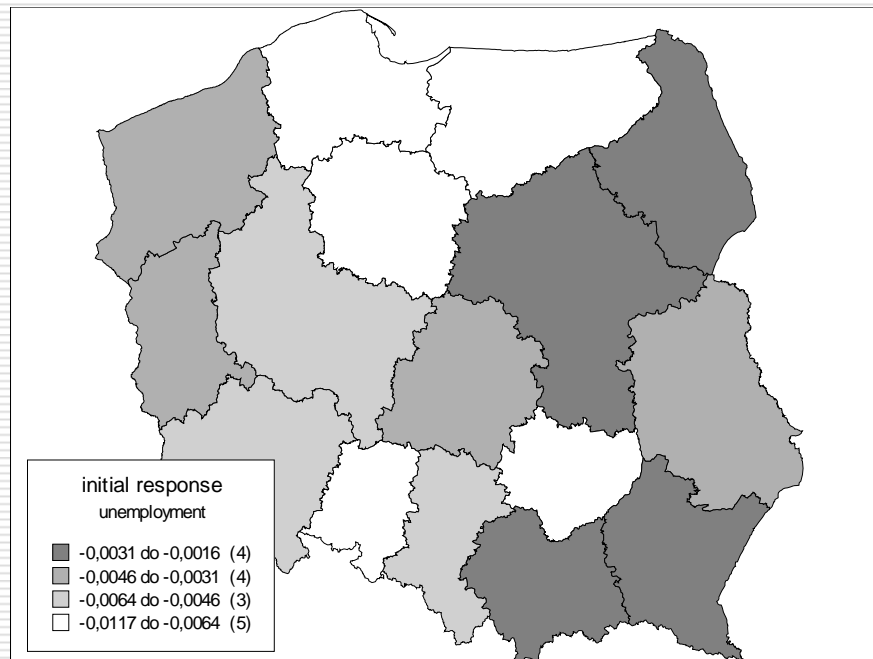 initial response
unemployment
-0,0031 do -0,0016 (4)
-0,0046 do -0,0031 (4)
-0,0064 do -0,0046 (3)
-0,0117 do -0,0064 (5)